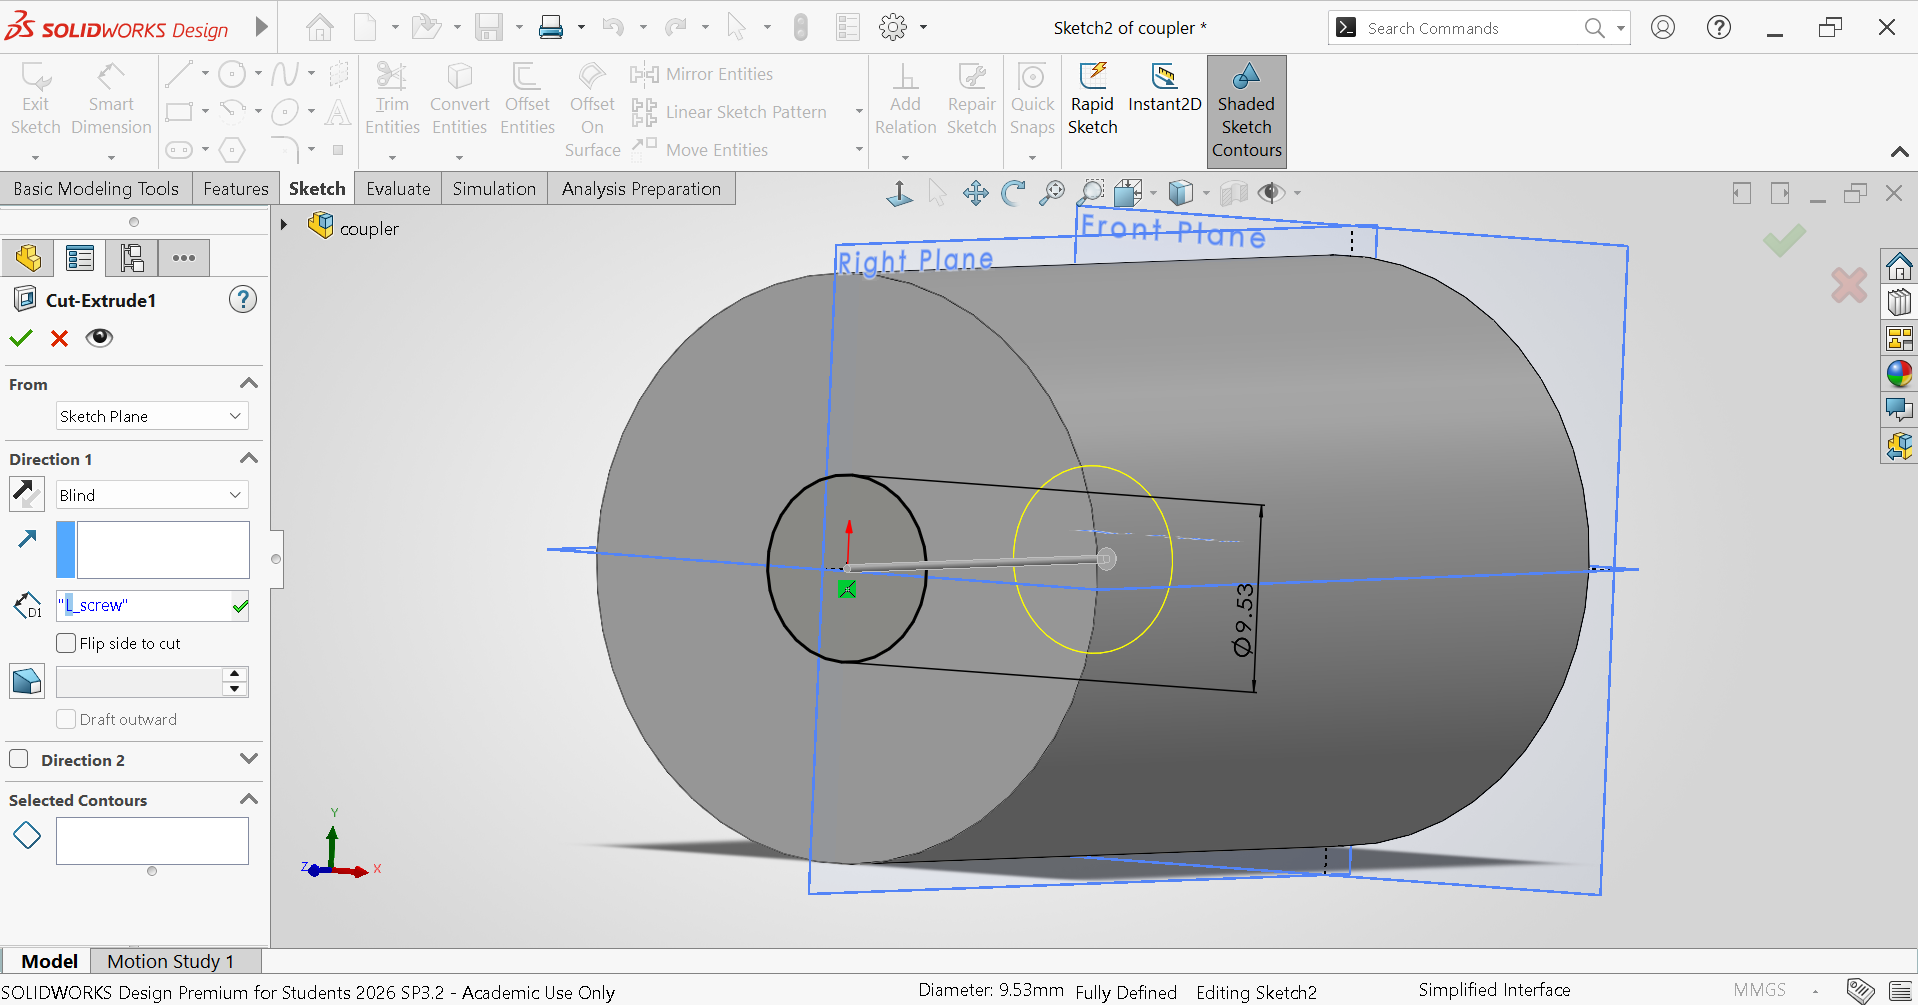 SOLIDWORKS Design
Sketch2 of coupler *
Search Commands
Exit Sketch
Smart Dimension
Trim Entities
Convert Entities
Offset Entities
Offset On Surface
Mirror Entities
Linear Sketch Pattern
Move Entities
Add Relation
Repair Sketch
Quick Snaps
Rapid Sketch
Instant2D
Shaded Sketch Contours
Basic Modeling Tools
Features
Sketch
Evaluate
Simulation
Analysis Preparation
coupler
Cut-Extrude1
From
Sketch Plane
Direction 1
Blind
D1
"L_screw"
Flip side to cut
Draft outward
Direction 2
Selected Contours
Front Plane
Right Plane
Ø9.53
Y
Z
X
Model
Motion Study 1
SOLIDWORKS Design Premium for Students 2026 SP3.2 - Academic Use Only
Diameter: 9.53mm
Fully Defined
Editing Sketch2
Simplified Interface
MMGS